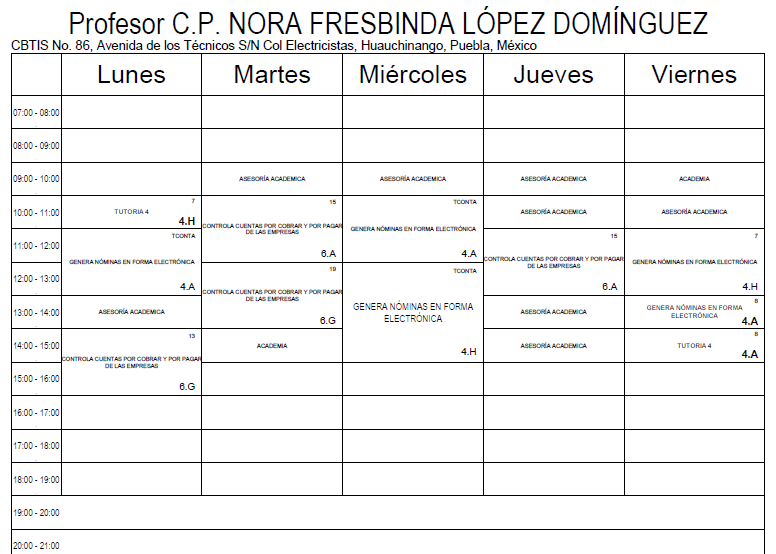 Profesor C.P. NORA FRESBINDA LÓPEZ DOMÍNGUEZ
CBTIS No. 86, Avenida de los Técnicos S/N Col Electricistas, Huauchinango, Puebla, México
Lunes Martes Miércoles Jueves Viernes
07:00 - 08:00
08:00 - 09:00
09:00 - 10:00 ASESORÍA ACADEMICA ASESORÍA ACADEMICA ASESORÍA ACADEMICA ACADEMIA
7 15 TCONTA
10:00 - 11:00 TUTORIA 4 ASESORÍA ACADEMICA ASESORÍA ACADEMICA
4.H
CONTROLA CUENTAS POR COBRAR Y POR PAGAR GENERA NÓMINAS EN FORMA ELECTRÓNICA
DE LAS EMPRESAS
TCONTA 15 7
11:00 - 12:00
6.A 4.A
GENERA NÓMINAS EN FORMA ELECTRÓNICA CONTROLA CUENTAS POR COBRAR Y POR PAGAR GENERA NÓMINAS EN FORMA ELECTRÓNICA
DE LAS EMPRESAS
19 TCONTA
12:00 - 13:00
4.A 6.A 4.H
CONTROLA CUENTAS POR COBRAR Y POR PAGAR
DE LAS EMPRESAS
8
GENERA NÓMINAS EN FORMA GENERA NÓMINAS EN FORMA
ELECTRÓNICA ELECTRÓNICA
13:00 - 14:00 ASESORÍA ACADEMICA ASESORÍA ACADEMICA
6.G 4.A
13 8
14:00 - 15:00 ACADEMIA ASESORÍA ACADEMICA TUTORIA 4
4.H 4.A
CONTROLA CUENTAS POR COBRAR Y POR PAGAR
DE LAS EMPRESAS
15:00 - 16:00
6.G
16:00 - 17:00
17:00 - 18:00
18:00 - 19:00
19:00 - 20:00
20:00 - 21:00